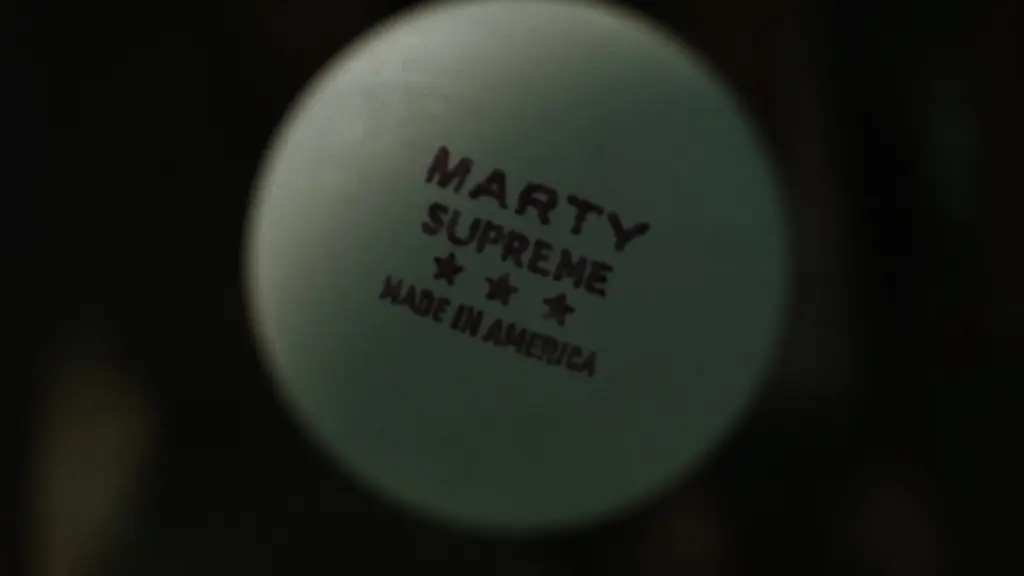 MARTY
SUPREME
★ ★ ★
MADE IN AMERICA